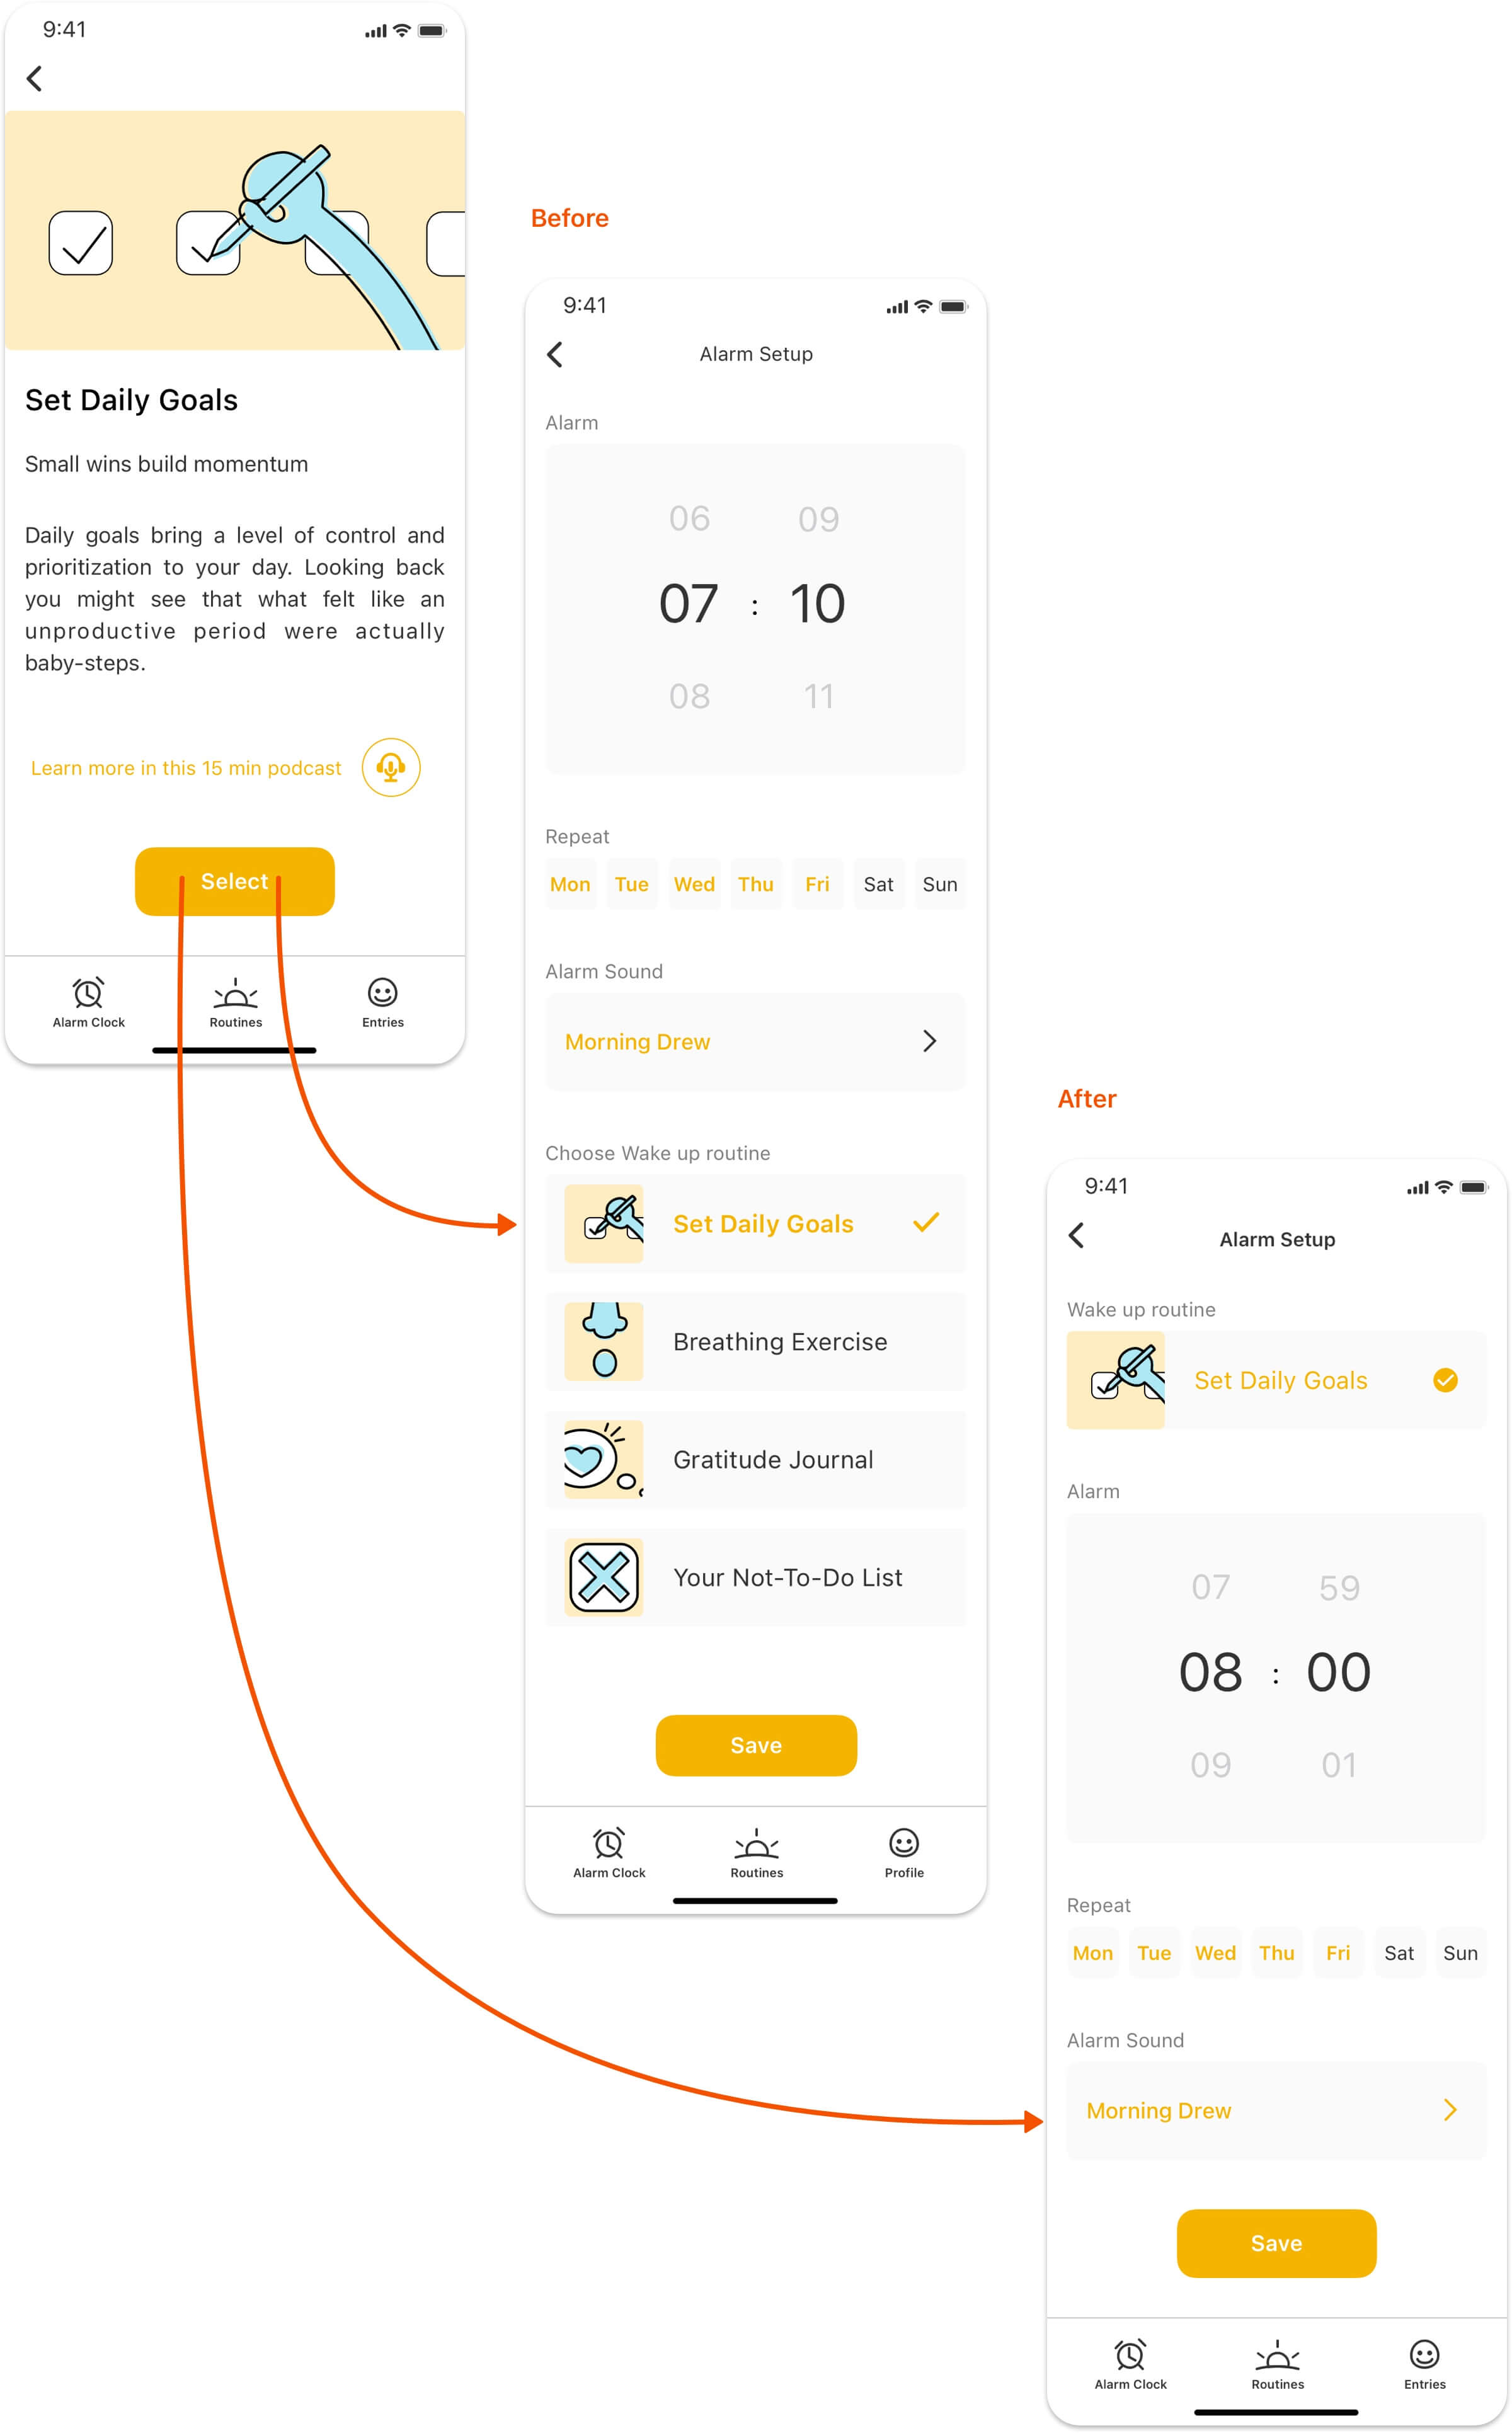 9:41
Set Daily Goals
Small wins build momentum
Daily goals bring a level of control and
prioritization to your day. Looking back
you might see that what felt like an
unproductive period were actually
baby-steps.
Learn more in this 15 min podcast
Select
Alarm Clock Routines Entries
Before
9:41
Alarm Setup
Alarm
06 09
07 : 10
08 11
Repeat
Mon Tue Wed Thu Fri Sat Sun
Alarm Sound
Morning Drew
Choose Wake up routine
Set Daily Goals
Breathing Exercise
Gratitude Journal
Your Not-To-Do List
Save
Alarm Clock Routines Profile
After
9:41
Alarm Setup
Wake up routine
Set Daily Goals
Alarm
07 59
08 : 00
09 01
Repeat
Mon Tue Wed Thu Fri Sat Sun
Alarm Sound
Morning Drew
Save
Alarm Clock Routines Entries